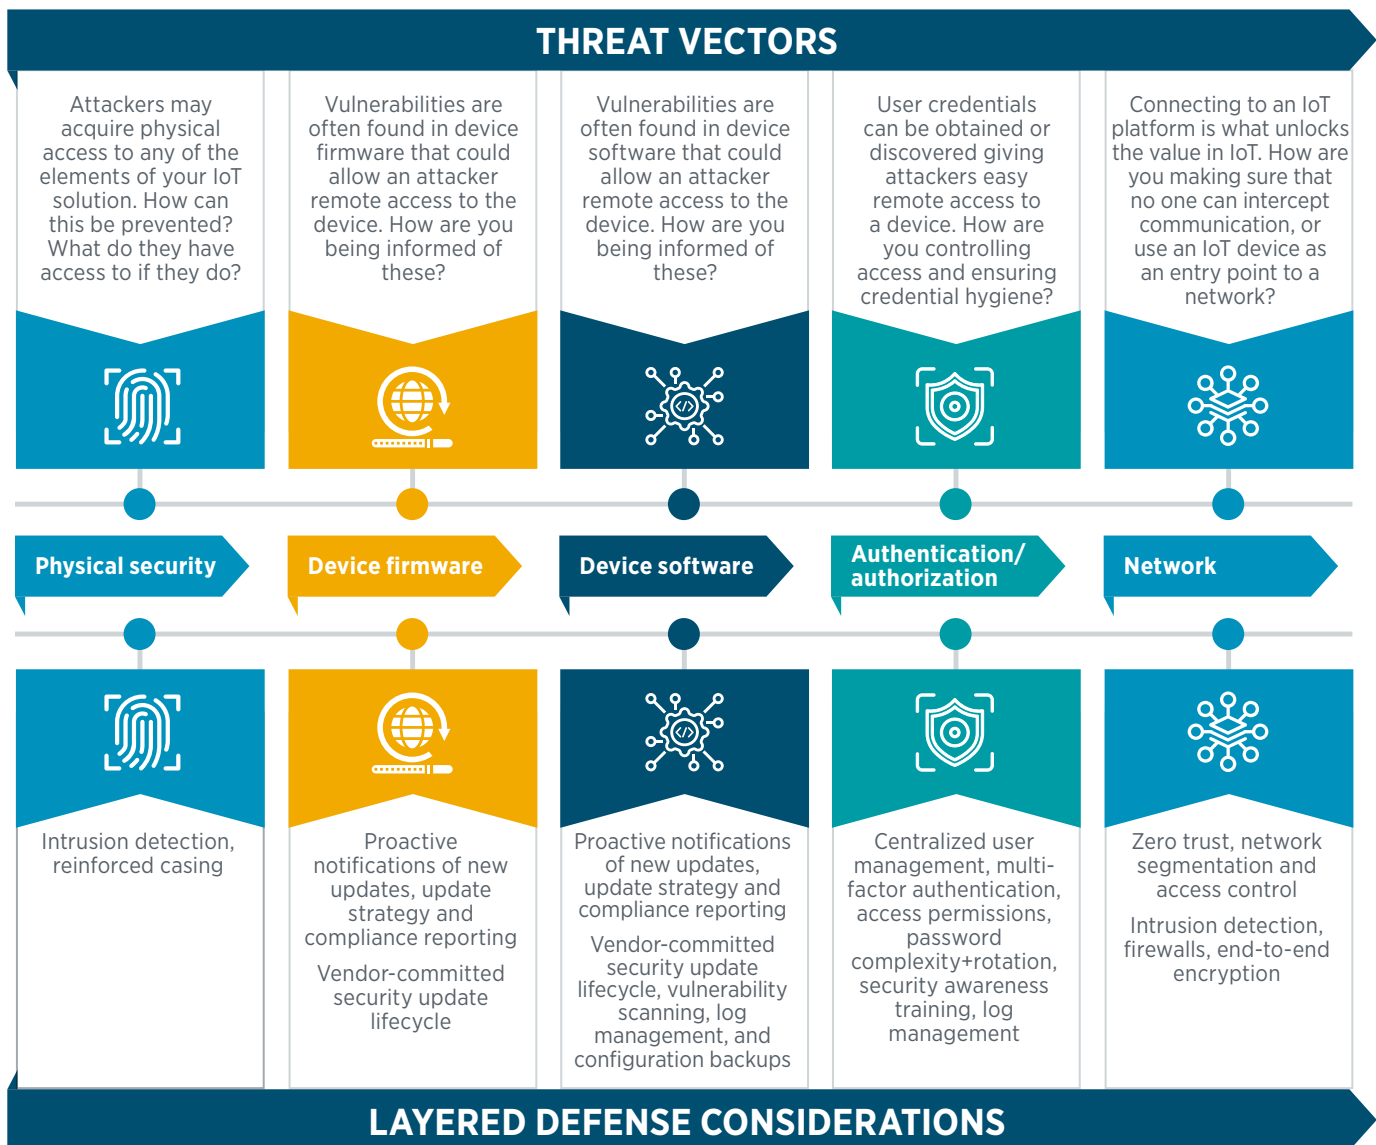 THREAT VECTORS
Attackers may
acquire physical
access to any of the
elements of your IoT
solution. How can
this be prevented?
What do they have
access to if they do?
Vulnerabilities are
often found in device
firmware that could
allow an attacker
remote access to the
device. How are you
being informed of
these?
Vulnerabilities are
often found in device
software that could
allow an attacker
remote access to the
device. How are you
being informed of
these?
User credentials
can be obtained or
discovered giving
attackers easy
remote access to
a device. How are
you controlling
access and ensuring
credential hygiene?
Connecting to an IoT
platform is what unlocks
the value in IoT. How are
you making sure that
no one can intercept
communication, or
use an IoT device as
an entry point to a
network?
Physical security
Device firmware
Device software
Authentication/
authorization
Network
Intrusion detection,
reinforced casing
Proactive
notifications of new
updates, update
strategy and
compliance reporting
Vendor-committed
security update
lifecycle
Proactive notifications
of new updates,
update strategy and
compliance reporting
Vendor-committed
security update
lifecycle, vulnerability
scanning, log
management, and
configuration backups
Centralized user
management, multi-
factor authentication,
access permissions,
password
complexity+rotation,
security awareness
training, log
management
Zero trust, network
segmentation and
access control
Intrusion detection,
firewalls, end-to-end
encryption
LAYERED DEFENSE CONSIDERATIONS